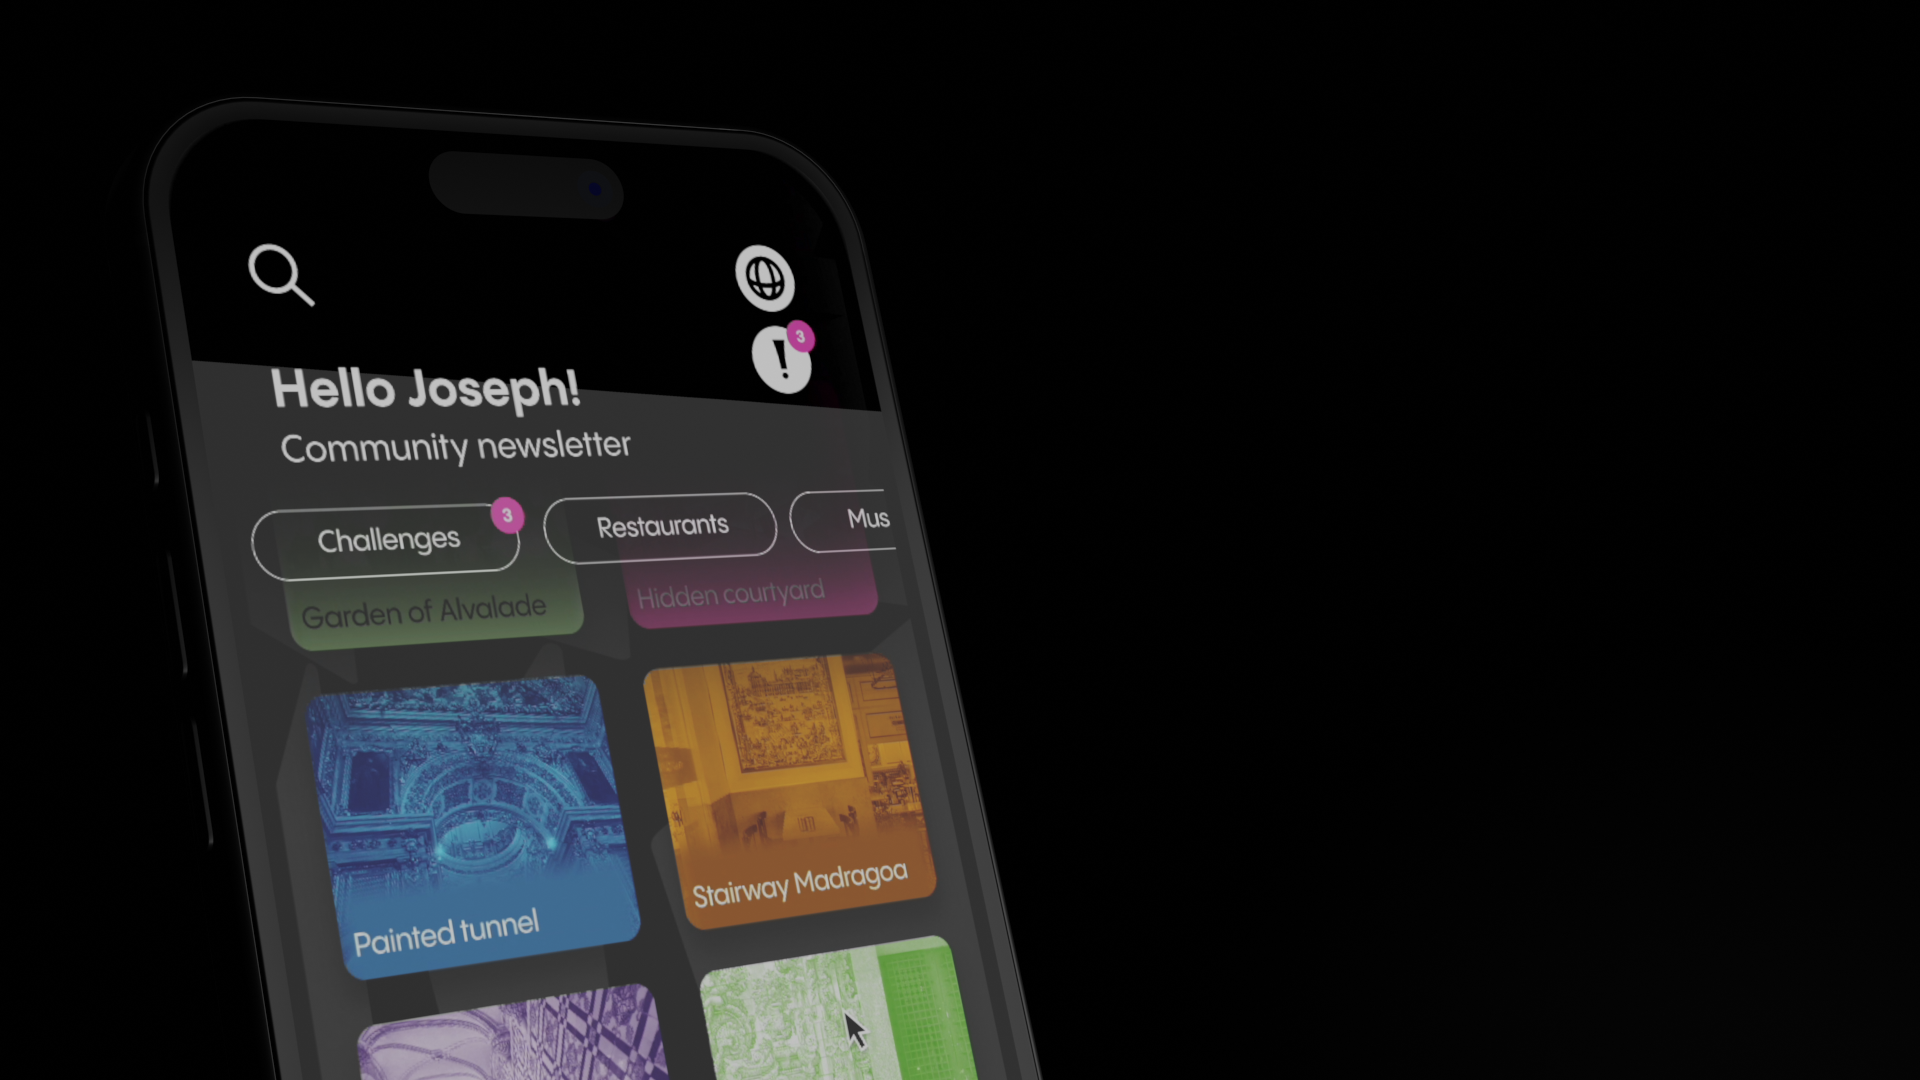 3
Hello Joseph!
Community newsletter
Challenges
3
Restaurants
Mus
Garden of Alvalade
Hidden courtyard
Painted tunnel
Stairway Madragoa